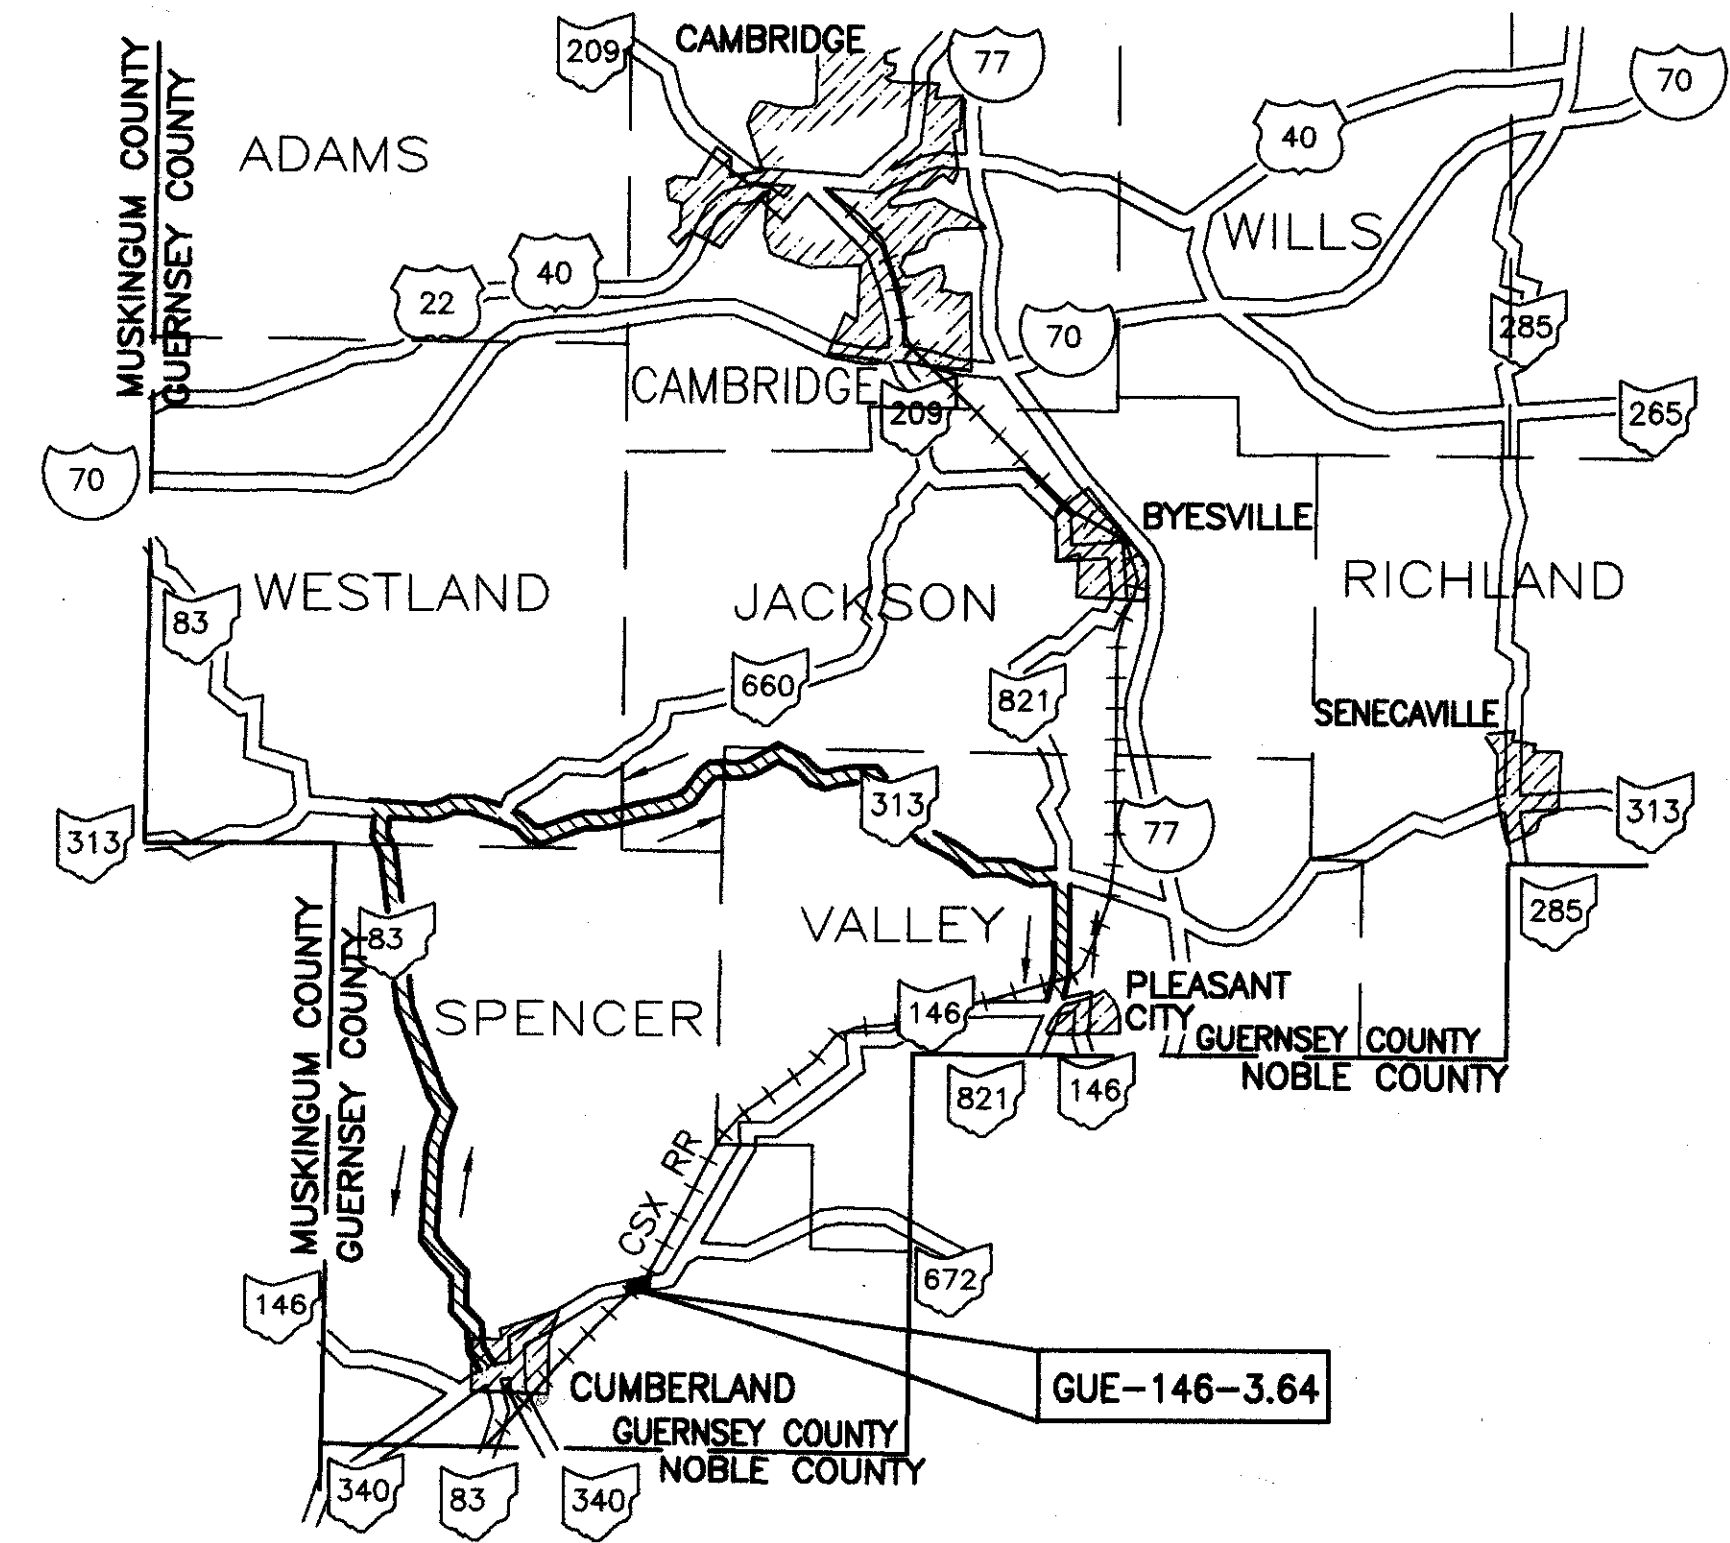 209
CAMBRIDGE
77
70
40
MUSKINGUM COUNTY
GUERNSEY COUNTY
ADAMS
WILLS
22
40
70
285
CAMBRIDGE
209
265
70
BYESVILLE
WESTLAND
JACKSON
RICHLAND
83
660
821
SENECAVILLE
313
313
77
313
83
VALLEY
285
MUSKINGUM COUNTY
GUERNSEY COUNTY
SPENCER
146
PLEASANT
CITY
GUERNSEY COUNTY
NOBLE COUNTY
821
146
CSX RR
672
146
CUMBERLAND
GUE-146-3.64
GUERNSEY COUNTY
NOBLE COUNTY
340
83
340